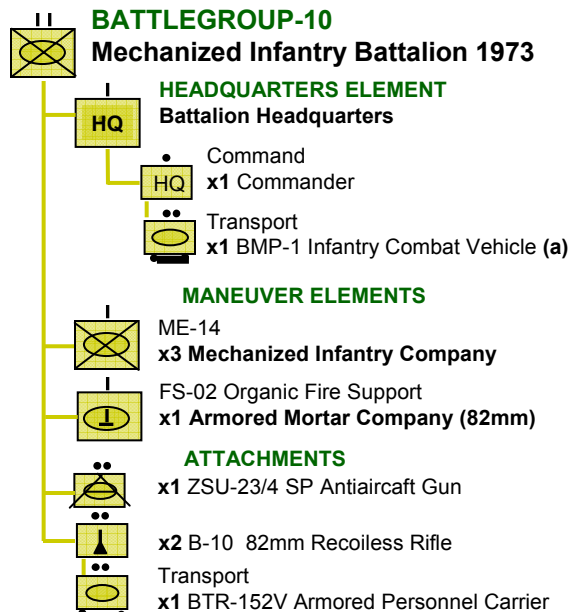 BATTLEGROUP-10
Mechanized Infantry Battalion 1973
HEADQUARTERS ELEMENT
Battalion Headquarters
HQ
Command
HQ
x1 Commander
Transport
x1 BMP-1 Infantry Combat Vehicle (a)
MANEUVER ELEMENTS
ME-14
x3 Mechanized Infantry Company
FS-02 Organic Fire Support
x1 Armored Mortar Company (82mm)
ATTACHMENTS
x1 ZSU-23/4 SP Antiaircaft Gun
x2 B-10 82mm Recoiless Rifle
Transport
x1 BTR-152V Armored Personnel Carrier